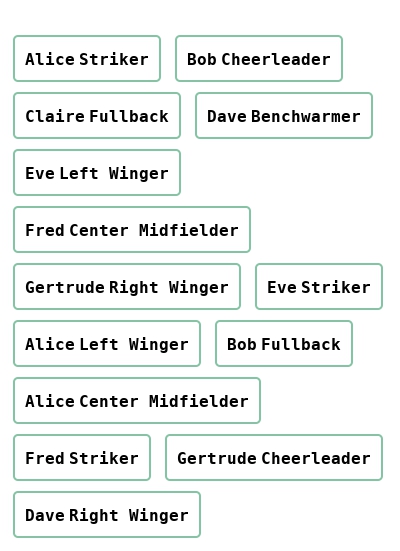 Alice Striker Bob Cheerleader
Claire Fullback Dave Benchwarmer
Eve Left Winger
Fred Center Midfielder
Gertrude Right Winger Eve Striker
Alice Left Winger Bob Fullback
Alice Center Midfielder
Fred Striker Gertrude Cheerleader
Dave Right Winger